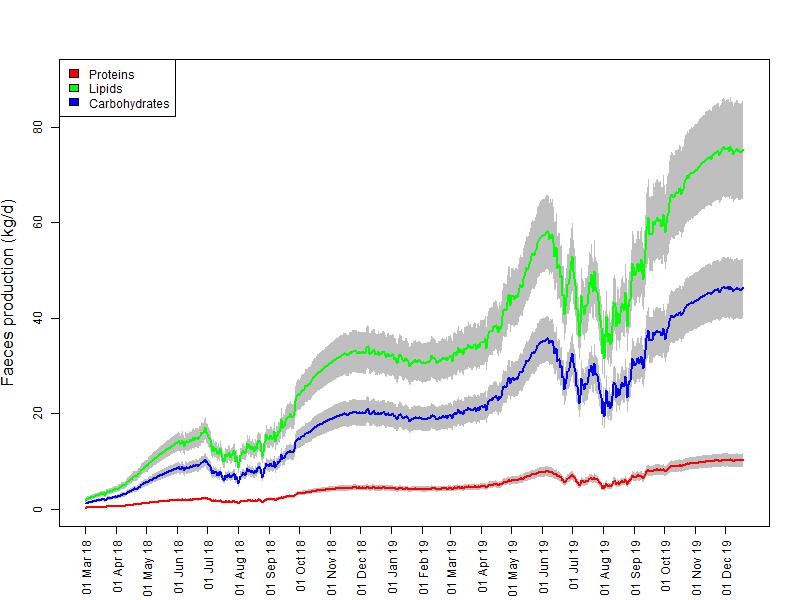 Proteins
Lipids
Carbohydrates
Faeces production (kg/d)
80
60
40
20
0
01 Mar 18
01 Apr 18
01 May 18
01 Jun 18
01 Jul 18
01 Aug 18
01 Sep 18
01 Oct 18
01 Nov 18
01 Dec 18
01 Jan 19
01 Feb 19
01 Mar 19
01 Apr 19
01 May 19
01 Jun 19
01 Jul 19
01 Aug 19
01 Sep 19
01 Oct 19
01 Nov 19
01 Dec 19